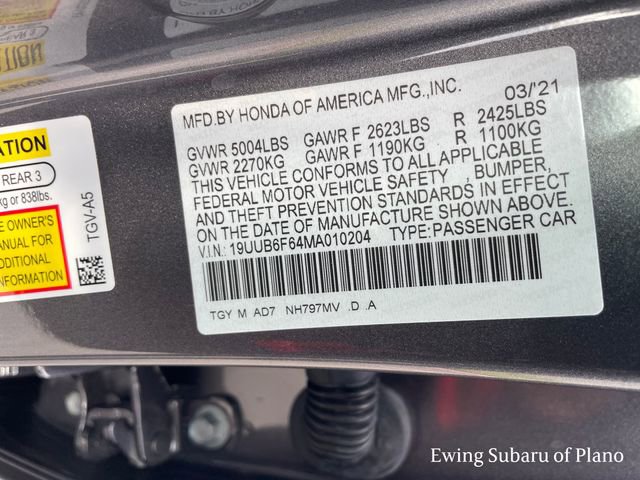 MFD.BY HONDA OF AMERICA MFG.,INC. 03/'21
GVWR 5004LBS GAWR F 2623LBS R 2425LBS
GVWR 2270KG GAWR F 1190KG R 1100KG
THIS VEHICLE CONFORMS TO ALL APPLICABLE
FEDERAL MOTOR VEHICLE SAFETY , BUMPER,
AND THEFT PREVENTION STANDARDS IN EFFECT
ON THE DATE OF MANUFACTURE SHOWN ABOVE.
V.I.N.: 19UUB6F64MA010204 TYPE:PASSENGER CAR
TGY M AD7 NH797MV .D .A
ATION
REAR 3
kg or 838lbs.
E OWNER'S
MANUAL FOR
ADDITIONAL
INFORMATION
TGV-A5
Ewing Subaru of Plano